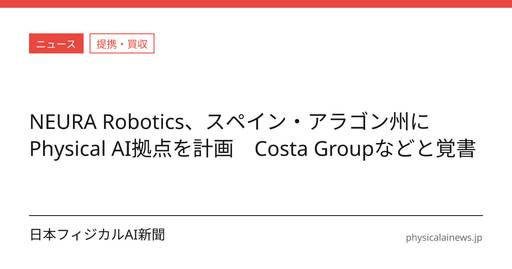 ニュース 提携・買収
NEURA Robotics、スペイン・アラゴン州に
Physical AI拠点を計画　Costa Groupなどと覚書
日本フィジカルAI新聞 physicalainews.jp